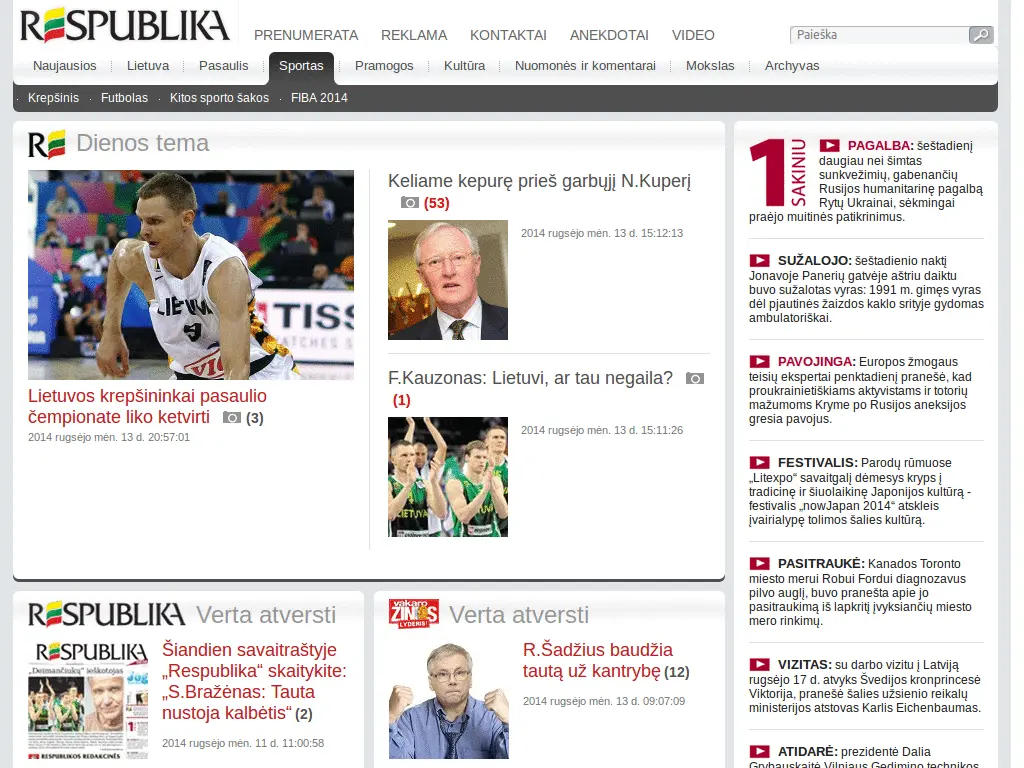 RESPUBLIKA
PRENUMERATA REKLAMA KONTAKTAI ANEKDOTAI VIDEO
Paieška
Naujausios Lietuva Pasaulis Sportas Pramogos Kultūra Nuomonės ir komentarai Mokslas Archyvas
Krepšinis Futbolas Kitos sporto šakos FIBA 2014
R Dienos tema
LIETUVA
9
VICI
TISS
WATCHES S
Lietuvos krepšininkai pasaulio
čempionate liko ketvirti (3)
2014 rugsėjo mėn. 13 d. 20:57:01
Keliame kepurę prieš garbųjį N.Kuperį
(53)
2014 rugsėjo mėn. 13 d. 15:12:13
F.Kauzonas: Lietuvi, ar tau negaila?
(1)
2014 rugsėjo mėn. 13 d. 15:11:26
RESPUBLIKA Verta atversti
RESPUBLIKA
„Deimančiukų“ ieškotojas
RESPUBLIKOS REDAKCINĖS
Šiandien savaitraštyje
„Respublika“ skaitykite:
„S.Bražėnas: Tauta
nustoja kalbėtis“ (2)
2014 rugsėjo mėn. 11 d. 11:00:58
vakaro
ŽINIOS
LYDERIS!
Verta atversti
R.Šadžius baudžia
tautą už kantrybę (12)
2014 rugsėjo mėn. 13 d. 09:07:09
1 SAKINIU
PAGALBA: šeštadienį
daugiau nei šimtas
sunkvežimių, gabenančių
Rusijos humanitarinę pagalbą
Rytų Ukrainai, sėkmingai
praėjo muitinės patikrinimus.
SUŽALOJO: šeštadienio naktį
Jonavoje Panerių gatvėje aštriu daiktu
buvo sužalotas vyras: 1991 m. gimęs vyras
dėl pjautinės žaizdos kaklo srityje gydomas
ambulatoriškai.
PAVOJINGA: Europos žmogaus
teisių ekspertai penktadienį pranešė, kad
proukrainietiškiems aktyvistams ir totorių
mažumoms Kryme po Rusijos aneksijos
gresia pavojus.
FESTIVALIS: Parodų rūmuose
„Litexpo“ savaitgalį dėmesys kryps į
tradicinę ir šiuolaikinę Japonijos kultūrą -
festivalis „nowJapan 2014“ atskleis
įvairialypę tolimos šalies kultūrą.
PASITRAUKĖ: Kanados Toronto
miesto merui Robui Fordui diagnozavus
pilvo auglį, buvo pranešta apie jo
pasitraukimą iš lapkritį įvyksiančių miesto
mero rinkimų.
VIZITAS: su darbo vizitu į Latviją
rugsėjo 17 d. atvyks Švedijos kronprincesė
Viktorija, pranešė šalies užsienio reikalų
ministerijos atstovas Karlis Eichenbaumas.
ATIDARĖ: prezidentė Dalia
Grybauskaitė Vilniaus Gedimino technikos